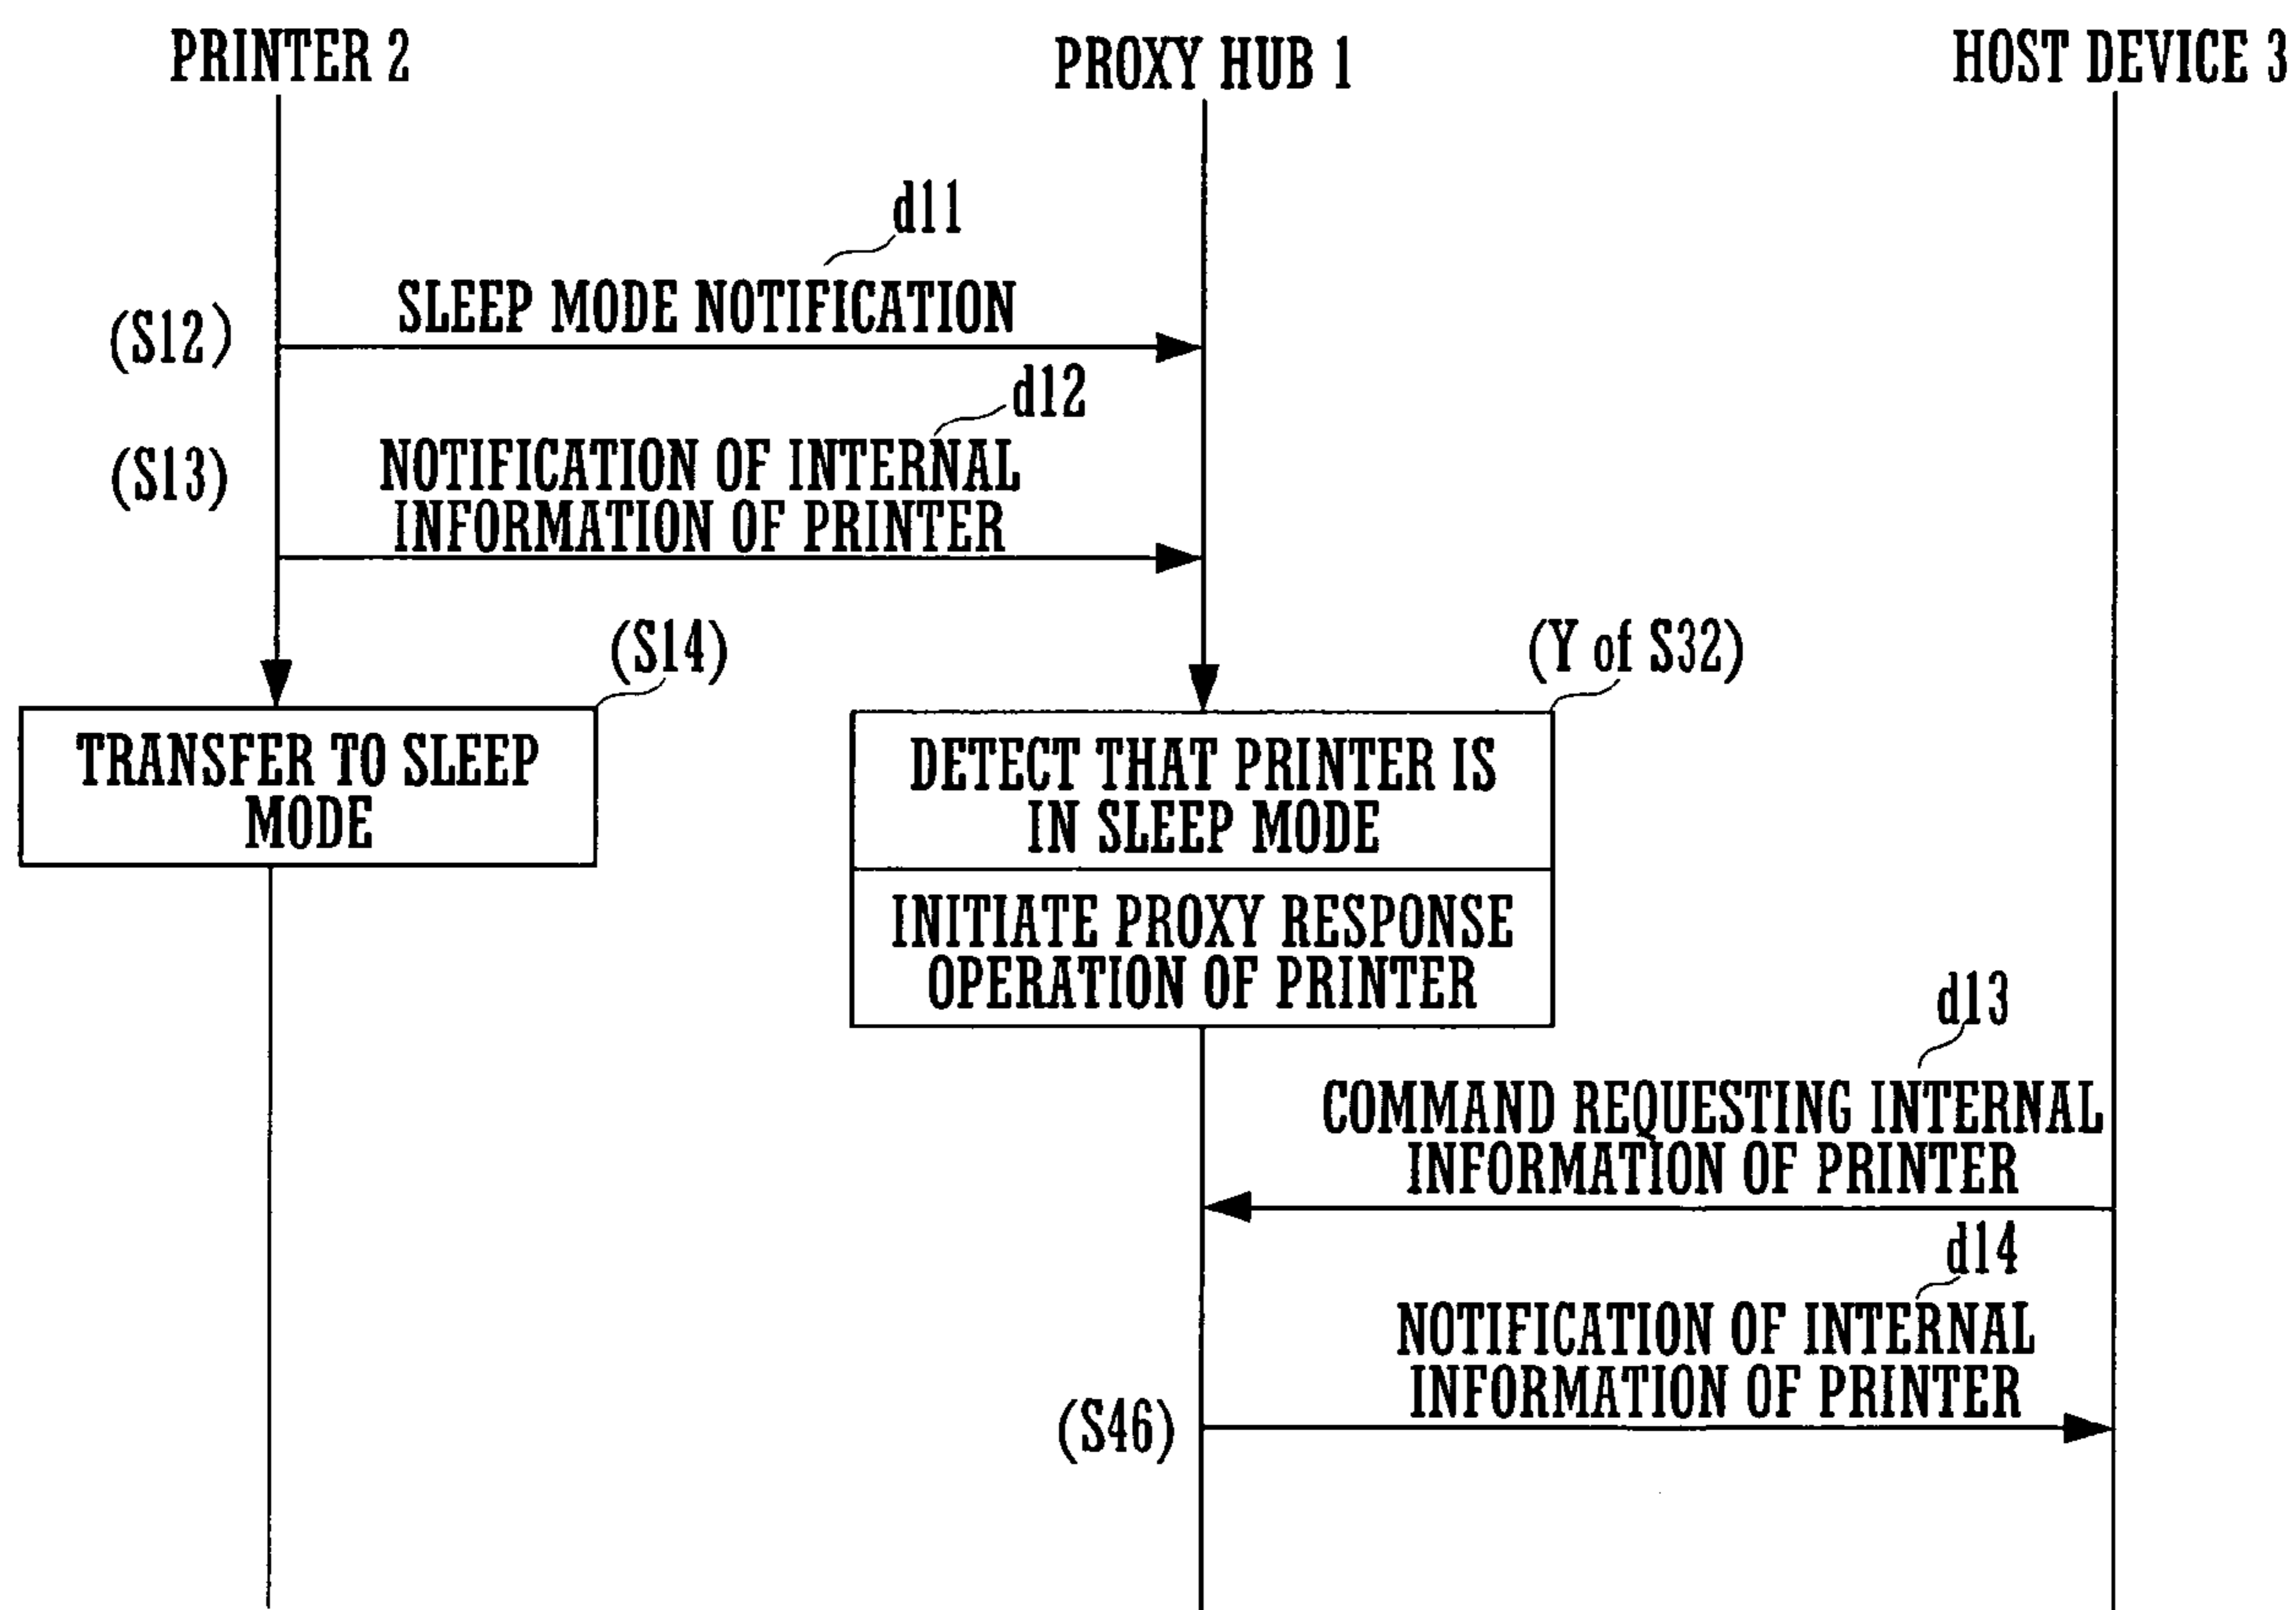 PRINTER 2
PROXY HUB 1
HOST DEVICE 3
d11
SLEEP MODE NOTIFICATION
(S12)
d12
(S13)
NOTIFICATION OF INTERNAL
INFORMATION OF PRINTER
(S14)
(Y of S32)
TRANSFER TO SLEEP
MODE
DETECT THAT PRINTER IS
IN SLEEP MODE
INITIATE PROXY RESPONSE
OPERATION OF PRINTER
d13
COMMAND REQUESTING INTERNAL
INFORMATION OF PRINTER
d14
NOTIFICATION OF INTERNAL
INFORMATION OF PRINTER
(S46)